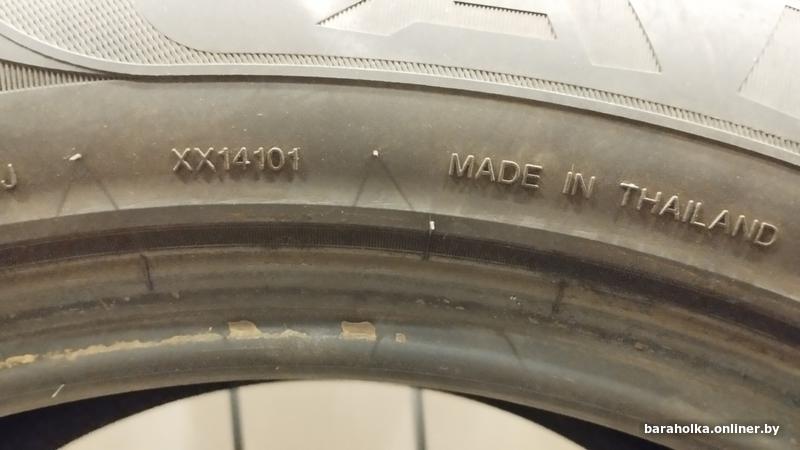 J XX14101 MADE IN THAILAND
baraholka.onliner.by